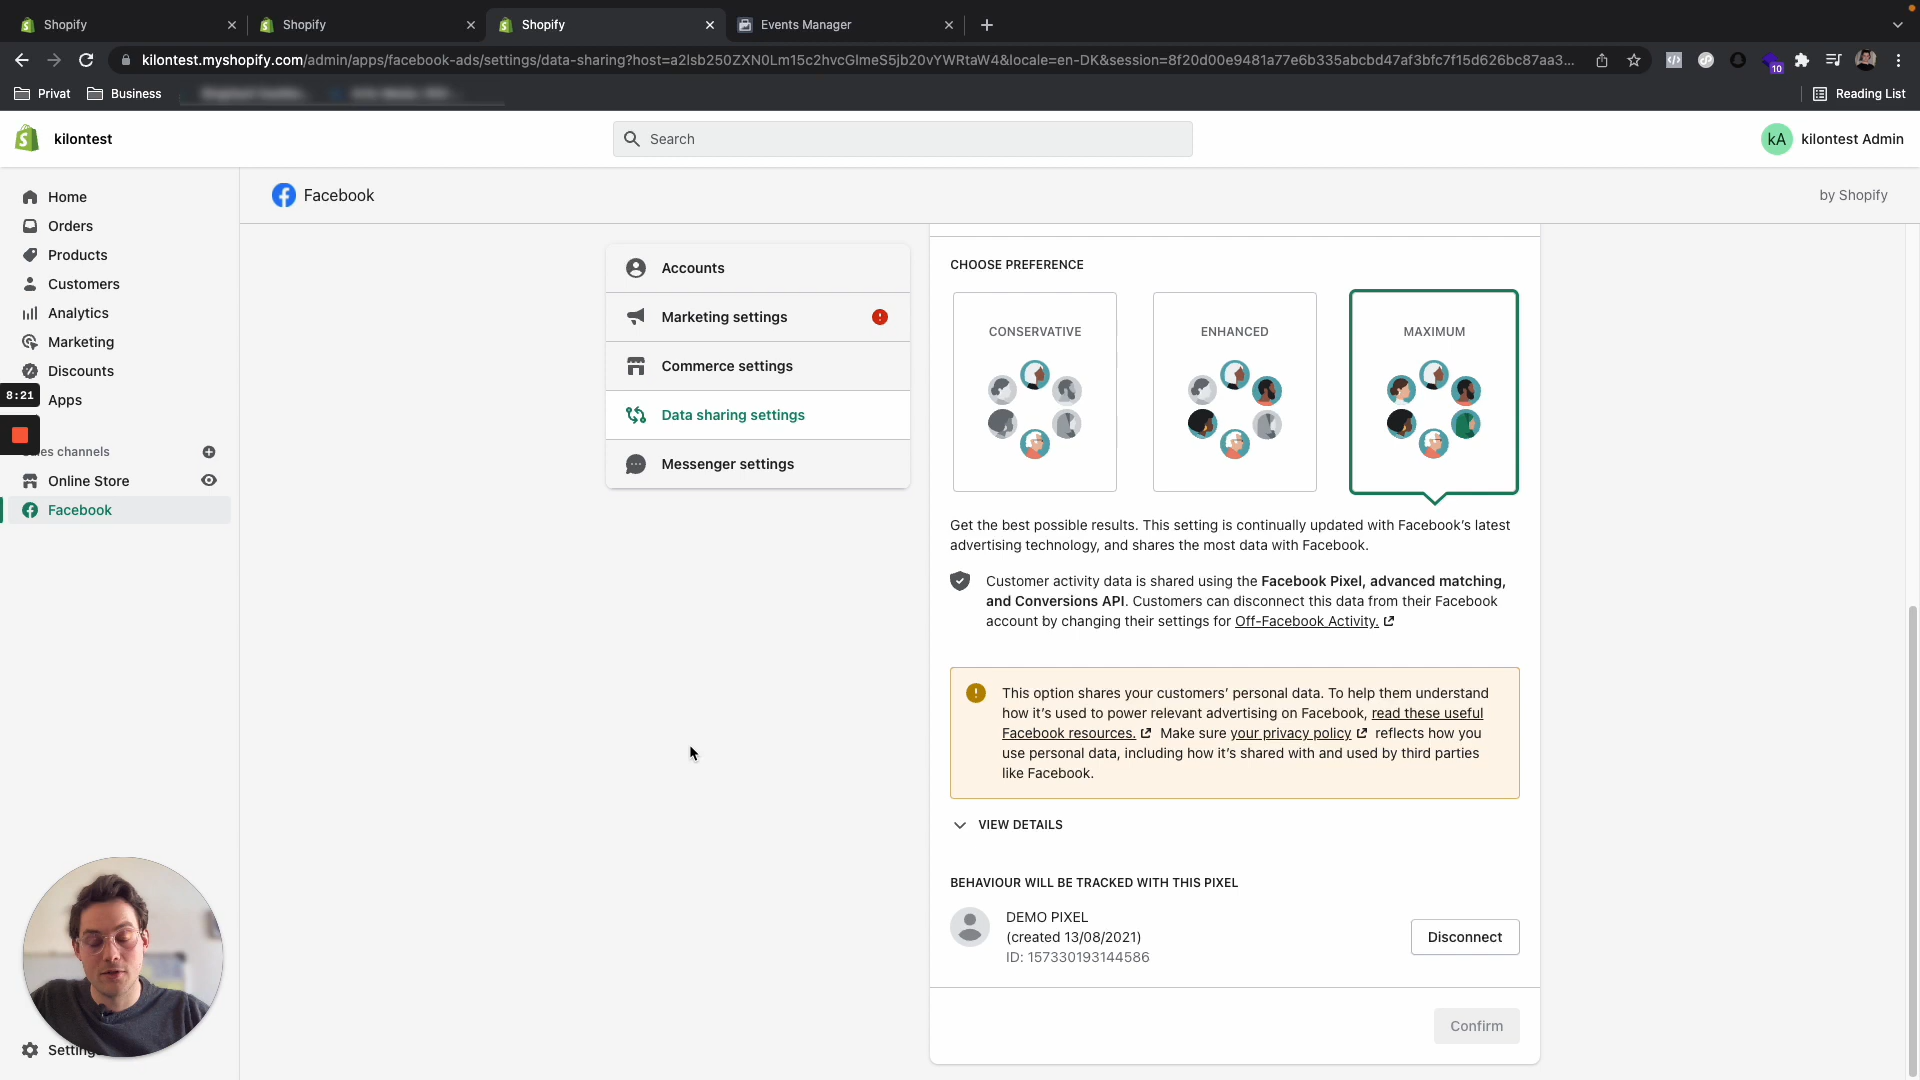 Shopify
Shopify
Shopify
Events Manager
kilontest.myshopify.com/admin/apps/facebook-ads/settings/data-sharing?host=a2lsb250ZXN0Lm15c2hvcGlmeS5jb20vYWRtaW4&locale=en-DK&session=8f20d00e9481a77e6b335abcbd47af3bfc7f15d626bc87aa3...
10
Privat
Business
Reading List
kilontest
Search
kA
kilontest Admin
Home
Orders
Products
Customers
Analytics
Marketing
Discounts
8:21
Apps
les channels
Online Store
Facebook
Setting
Facebook
by Shopify
Accounts
Marketing settings
Commerce settings
Data sharing settings
Messenger settings
CHOOSE PREFERENCE
CONSERVATIVE
ENHANCED
MAXIMUM
Get the best possible results. This setting is continually updated with Facebook's latest
advertising technology, and shares the most data with Facebook.
Customer activity data is shared using the Facebook Pixel, advanced matching,
and Conversions API. Customers can disconnect this data from their Facebook
account by changing their settings for Off-Facebook Activity.
This option shares your customers' personal data. To help them understand
how it's used to power relevant advertising on Facebook, read these useful
Facebook resources. Make sure your privacy policy reflects how you
use personal data, including how it's shared with and used by third parties
like Facebook.
VIEW DETAILS
BEHAVIOUR WILL BE TRACKED WITH THIS PIXEL
DEMO PIXEL
(created 13/08/2021)
ID: 157330193144586
Disconnect
Confirm